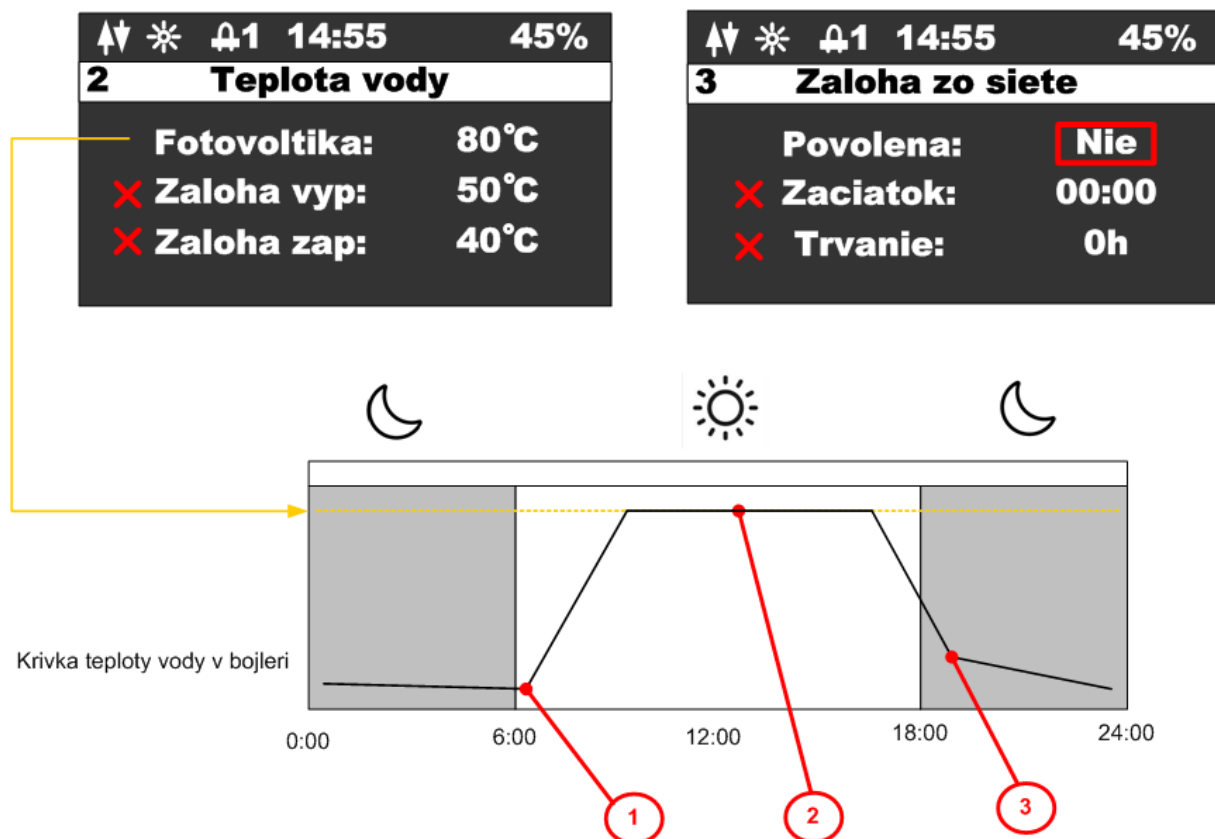 1 14:55 45%
2 Teplota vody
Fotovoltika: 80°C
Zaloha vyp: 50°C
Zaloha zap: 40°C
1 14:55 45%
3 Zaloha zo siete
Povolena: Nie
Zaciatok: 00:00
Trvanie: 0h
Krivka teploty vody v bojleri
0:00 6:00 12:00 18:00 24:00
1 2 3